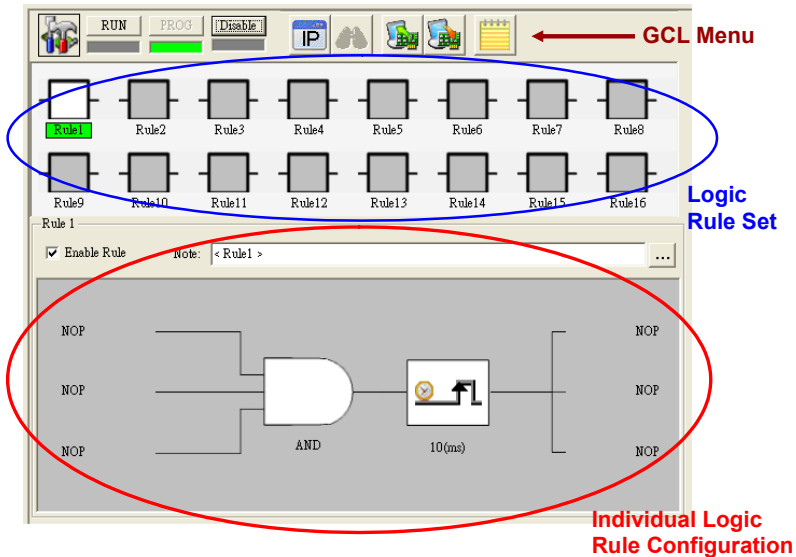 RUN PROG Disable IP GCL Menu
Rule1 Rule2 Rule3 Rule4 Rule5 Rule6 Rule7 Rule8
Rule9 Rule10 Rule11 Rule12 Rule13 Rule14 Rule15 Rule16
Logic
Rule Set
Rule 1
Enable Rule Note: < Rule1 > ...
NOP NOP
NOP NOP
AND 10(ms)
NOP NOP
Individual Logic
Rule Configuration